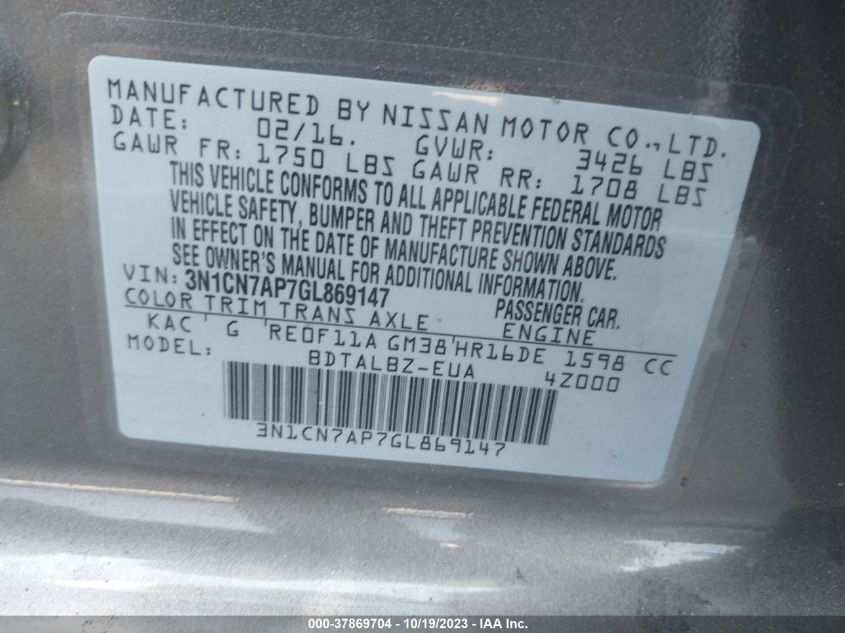 MANUFACTURED BY NISSAN MOTOR CO., LTD.
DATE: 02/16. GVWR: 3426 LBS
GAWR FR: 1750 LBS GAWR RR: 1708 LBS
THIS VEHICLE CONFORMS TO ALL APPLICABLE FEDERAL MOTOR
VEHICLE SAFETY, BUMPER AND THEFT PREVENTION STANDARDS
IN EFFECT ON THE DATE OF MANUFACTURE SHOWN ABOVE.
SEE OWNER'S MANUAL FOR ADDITIONAL INFORMATION.
VIN: 3N1CN7AP7GL869147 PASSENGER CAR.
COLOR TRIM TRANS AXLE ENGINE
KAC ' G 'RE0F11A GM38'HR16DE 1598 CC
MODEL: BDTALBZ-EUA 4Z000
3N1CN7AP7GL869147
000-37869704 - 10/19/2023 - IAA Inc.